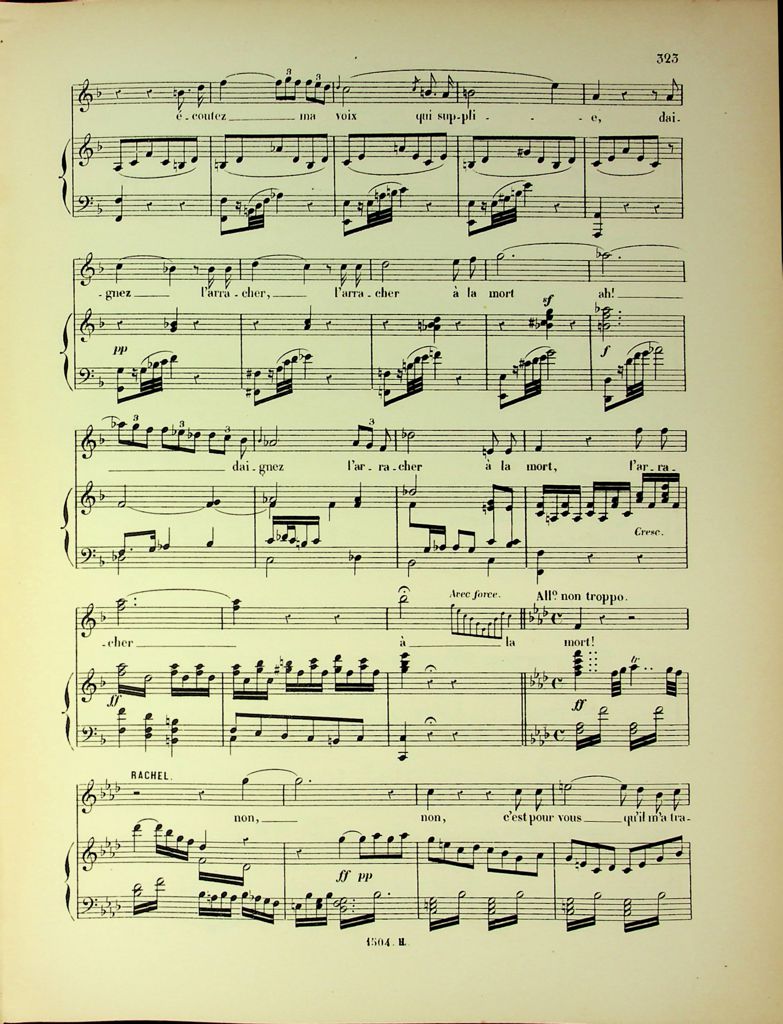 323
é-coutez ma voix qui sup-pli - - - e, dai-
-gnez l'arra-cher, l'arra-cher à la mort ah!
pp sf f
dai-gnez l'ar-ra-cher à la mort, l'ar-ra-
Cresc.
Avec force. Allº non troppo.
-cher à la mort!
ff ff
RACHEL.
non, non, c'est pour vous qu'il m'a tra-
ff pp
1504. H.